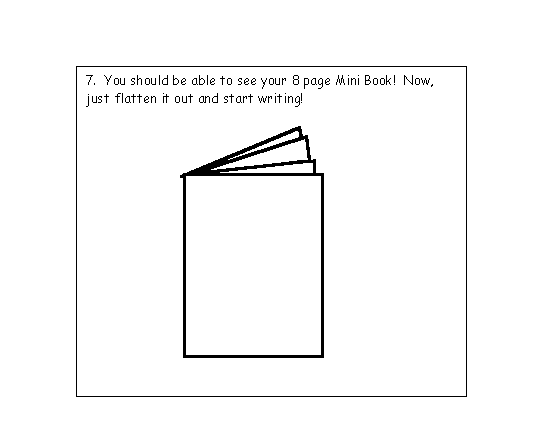 7.  You should be able to see your 8 page Mini Book!  Now,
just flatten it out and start writing!